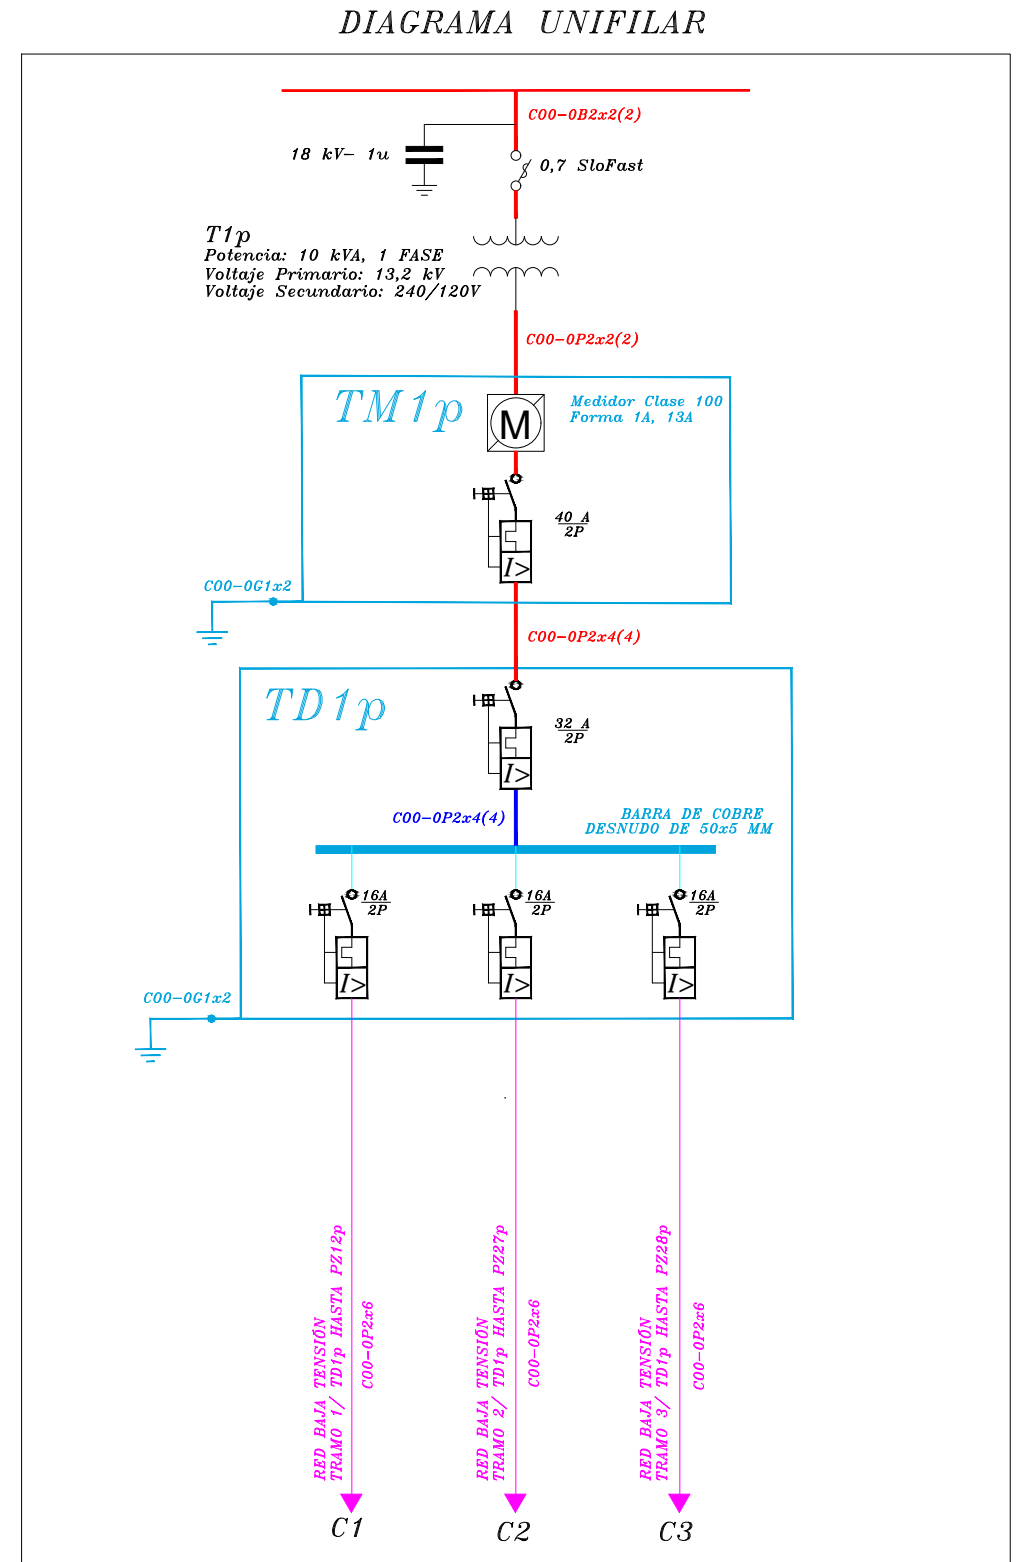 DIAGRAMA UNIFILAR
C00-0B2x2(2)
18 kV- 1u
0,7 SloFast
T1p
Potencia: 10 kVA, 1 FASE
Voltaje Primario: 13,2 kV
Voltaje Secundario: 240/120V
C00-0P2x2(2)
TM1p
Medidor Clase 100
Forma 1A, 13A
M
40 A
2P
I>
C00-0G1x2
C00-0P2x4(4)
TD1p
32 A
2P
I>
C00-0P2x4(4)
BARRA DE COBRE
DESNUDO DE 50x5 MM
16A
2P
I>
16A
2P
I>
16A
2P
I>
C00-0G1x2
RED BAJA TENSIÓN
TRAMO 1/ TD1p HASTA PZ12p
C00-0P2x6
RED BAJA TENSIÓN
TRAMO 2/ TD1p HASTA PZ27p
C00-0P2x6
RED BAJA TENSIÓN
TRAMO 3/ TD1p HASTA PZ28p
C00-0P2x6
C1
C2
C3